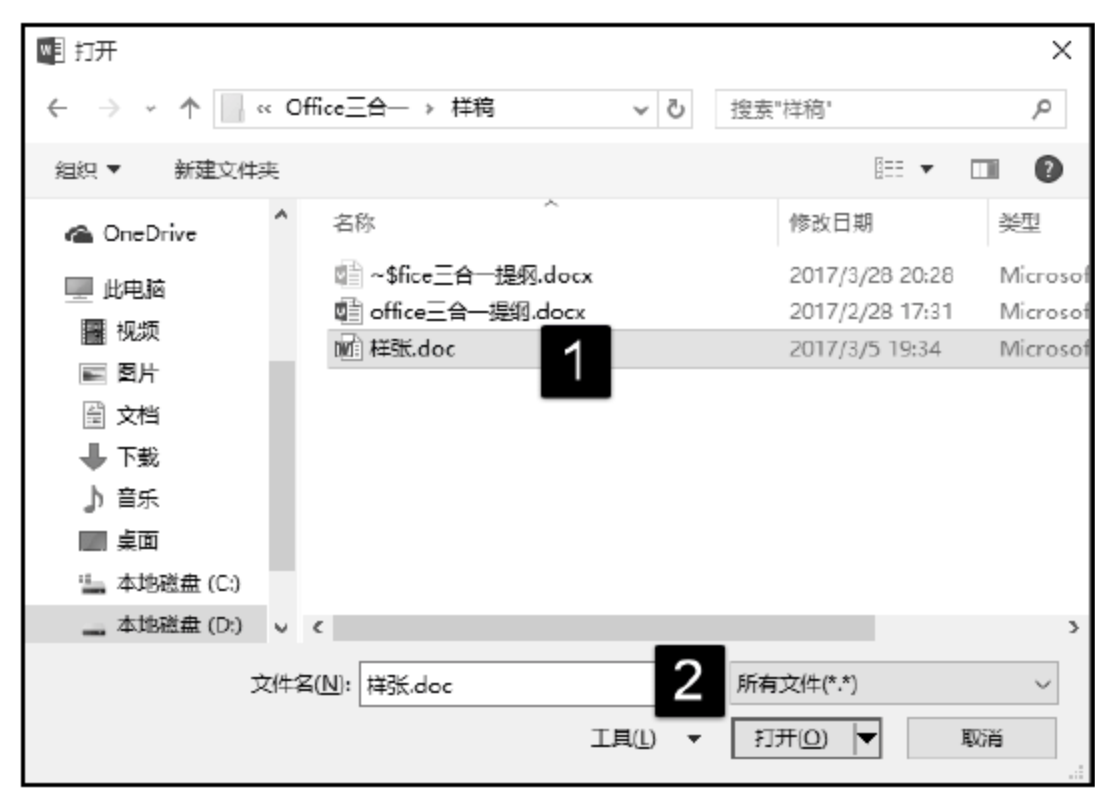 打开
« Office三合一 › 样稿
搜索"样稿"
组织 新建文件夹
名称 修改日期 类型
OneDrive
此电脑
视频
图片
文档
下载
音乐
桌面
本地磁盘 (C:)
本地磁盘 (D:)
~$fice三合一提纲.docx 2017/3/28 20:28 Microsof
office三合一提纲.docx 2017/2/28 17:31 Microsof
样张.doc 2017/3/5 19:34 Microsof
1
文件名(N): 样张.doc 2 所有文件(*.*)
工具(L) 打开(O) 取消